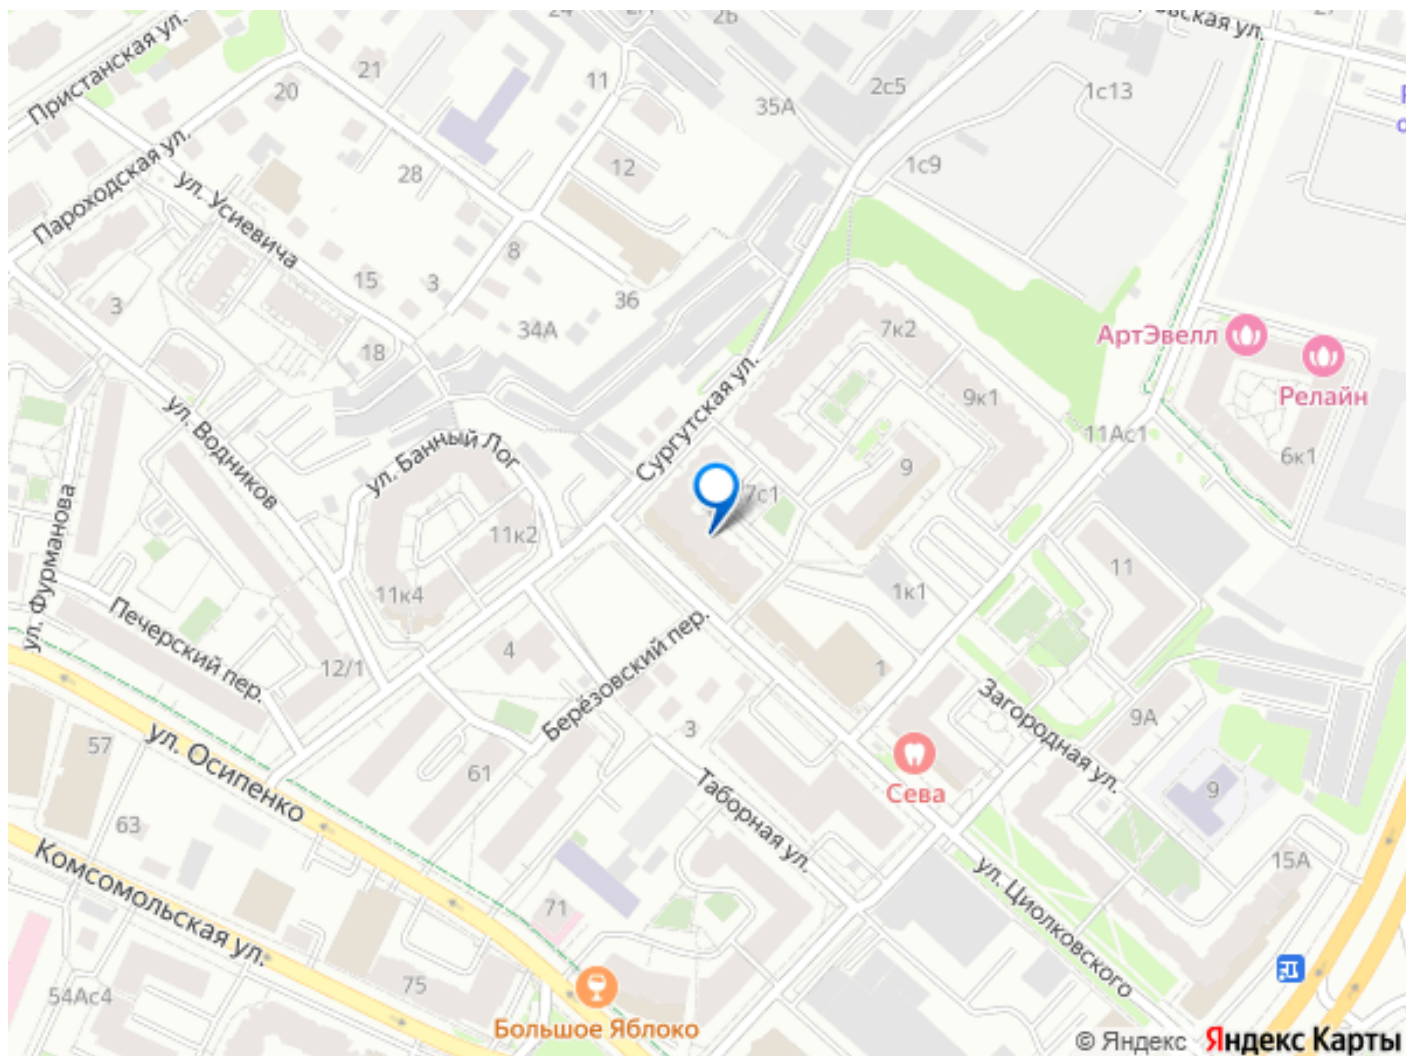 24
2Б
27
Пристанская ул.
21
20
11
35А
2с5
1с13
1с9
Пароходская ул.
ул. Усиевича
28
12
8
15
3
36
34А
3
18
7к2
9к1
АртЭвелл
Релайн
11Ас1
6к1
Сургутская ул.
ул. Водников
ул. Банный Лог
7с1
9
11к2
11к4
1к1
11
ул. Фурманова
Печерский пер.
12/1
4
Берёзовский пер.
1
3
Загородная ул.
9А
9
57
ул. Осипенко
61
Сева
Таборная ул.
63
Комсомольская ул.
71
15А
ул. Циолковского
54Ас4
75
Большое Яблоко
© Яндекс Яндекс Карты